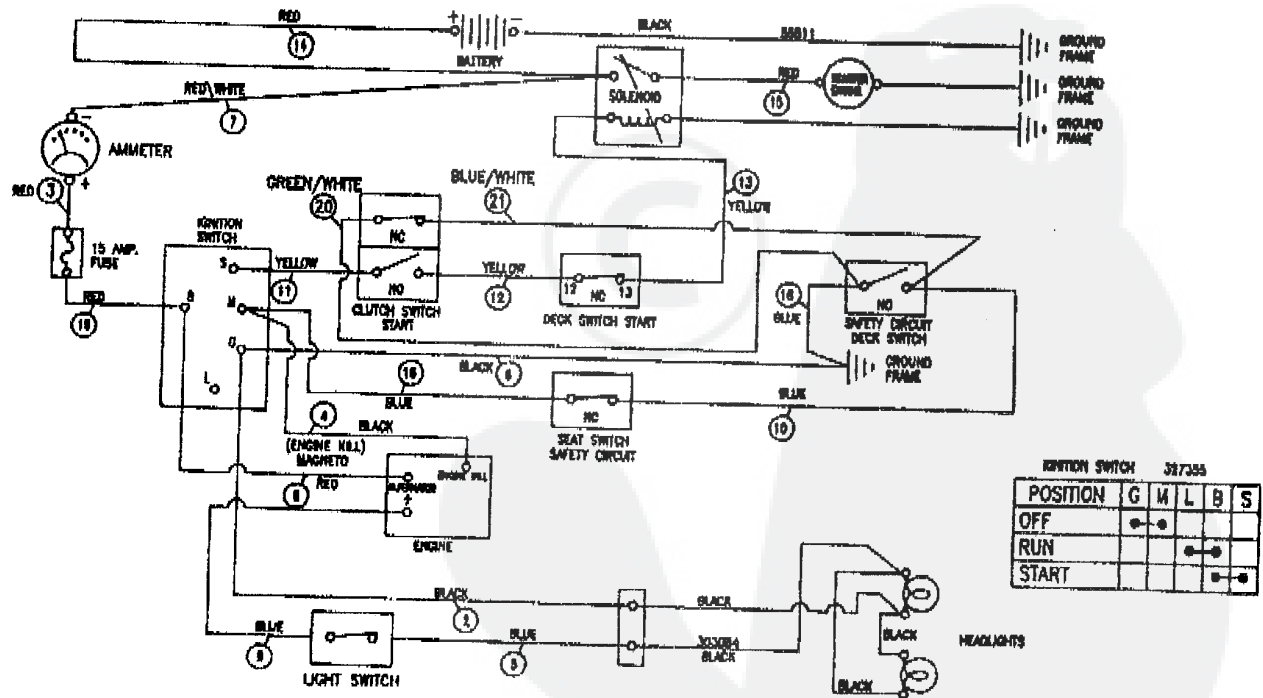 RED
14
+
-
BATTERY
BLACK
GROUND
FRAME
RED\WHITE
7
SOLENOID
RED
15
GROUND
FRAME
GROUND
FRAME
-
AMMETER
+
RED 3
GREEN/WHITE
20
BLUE/WHITE
21
13
YELLOW
IGNITION
SWITCH
15 AMP.
FUSE
NC
S
YELLOW
11
NO
YELLOW
12
12 NC 13
CLUTCH SWITCH
START
DECK SWITCH START
16
BLUE
NO
SAFETY CIRCUIT
DECK SWITCH
RED
19
B
M
G
BLACK
6
GROUND
FRAME
L
16
BLUE
NC
SEAT SWITCH
SAFETY CIRCUIT
BLUE
10
4
BLACK
(ENGINE KILL)
MAGNETO
RED
ENGINE KILL
ALTERNATOR
+
ENGINE
IGNITION SWITCH 327355
POSITION G M L B S
OFF
RUN
START
BLACK
2
BLACK
BLUE
9
BLUE
5
BLACK
BLACK
HEADLIGHTS
LIGHT SWITCH
BLACK